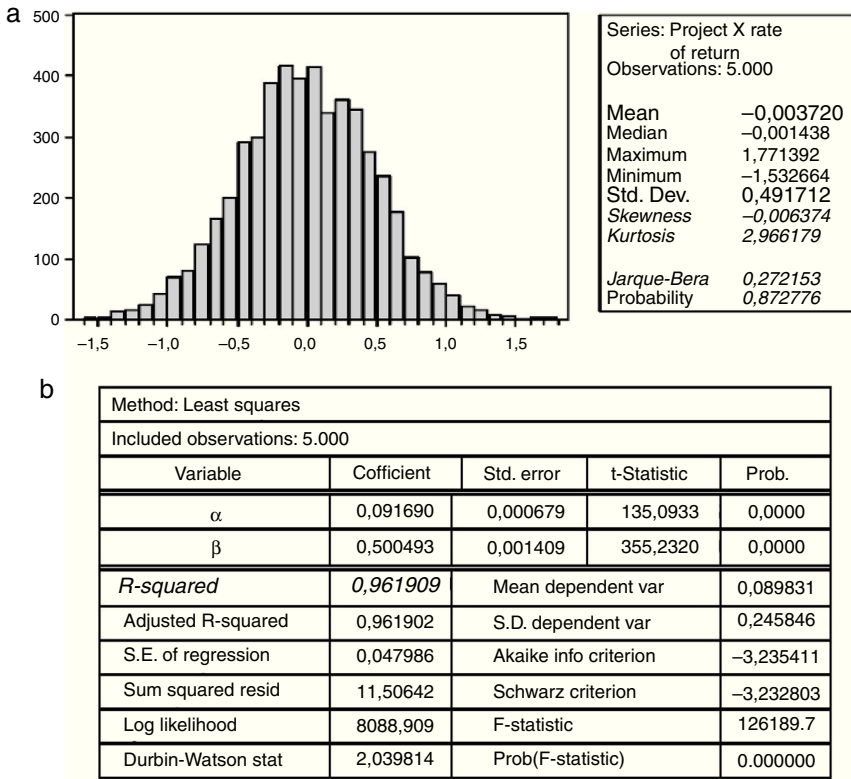 a
500
400
300
200
100
0
–1,5 –1,0 –0,5 0,0 0,5 1,0 1,5
Series: Project X rate
of return
Observations: 5.000
Mean –0,003720
Median –0,001438
Maximum 1,771392
Minimum –1,532664
Std. Dev. 0,491712
Skewness –0,006374
Kurtosis 2,966179
Jarque-Bera 0,272153
Probability 0,872776
b
Method: Least squares
Included observations: 5.000
Variable Cofficient Std. error t-Statistic Prob.
α 0,091690 0,000679 135,0933 0,0000
β 0,500493 0,001409 355,2320 0,0000
R-squared 0,961909 Mean dependent var 0,089831
Adjusted R-squared 0,961902 S.D. dependent var 0,245846
S.E. of regression 0,047986 Akaike info criterion –3,235411
Sum squared resid 11,50642 Schwarz criterion –3,232803
Log likelihood 8088,909 F-statistic 126189.7
Durbin-Watson stat 2,039814 Prob(F-statistic) 0.000000